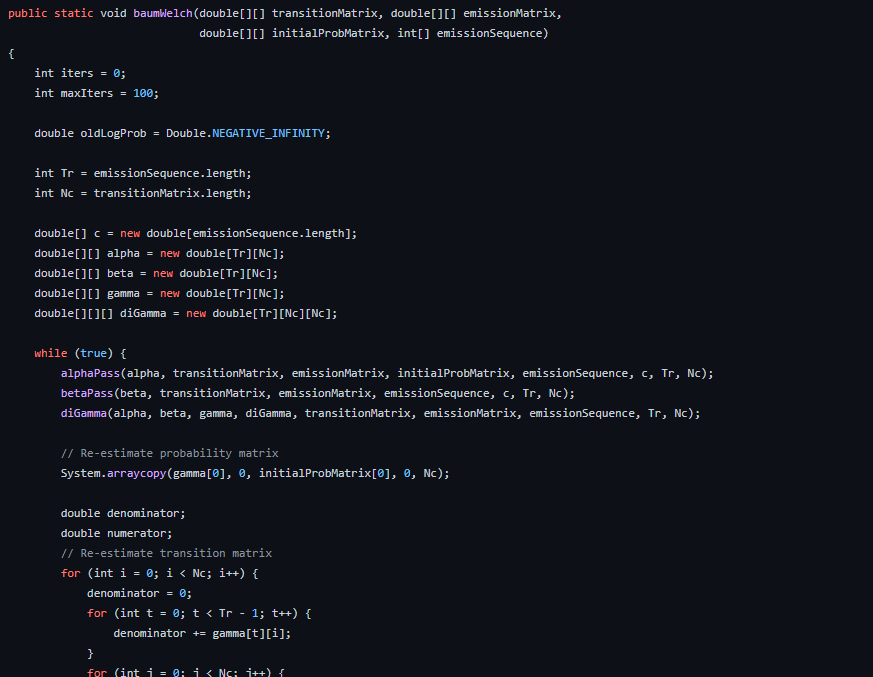 public static void baumWelch(double[][] transitionMatrix, double[][] emissionMatrix,
                             double[][] initialProbMatrix, int[] emissionSequence)
{
    int iters = 0;
    int maxIters = 100;

    double oldLogProb = Double.NEGATIVE_INFINITY;

    int Tr = emissionSequence.length;
    int Nc = transitionMatrix.length;

    double[] c = new double[emissionSequence.length];
    double[][] alpha = new double[Tr][Nc];
    double[][] beta = new double[Tr][Nc];
    double[][] gamma = new double[Tr][Nc];
    double[][][] diGamma = new double[Tr][Nc][Nc];

    while (true) {
        alphaPass(alpha, transitionMatrix, emissionMatrix, initialProbMatrix, emissionSequence, c, Tr, Nc);
        betaPass(beta, transitionMatrix, emissionMatrix, emissionSequence, c, Tr, Nc);
        diGamma(alpha, beta, gamma, diGamma, transitionMatrix, emissionMatrix, emissionSequence, Tr, Nc);

        // Re-estimate probability matrix
        System.arraycopy(gamma[0], 0, initialProbMatrix[0], 0, Nc);

        double denominator;
        double numerator;
        // Re-estimate transition matrix
        for (int i = 0; i < Nc; i++) {
            denominator = 0;
            for (int t = 0; t < Tr - 1; t++) {
                denominator += gamma[t][i];
            }
            for (int j = 0; j < Nc; j++) {